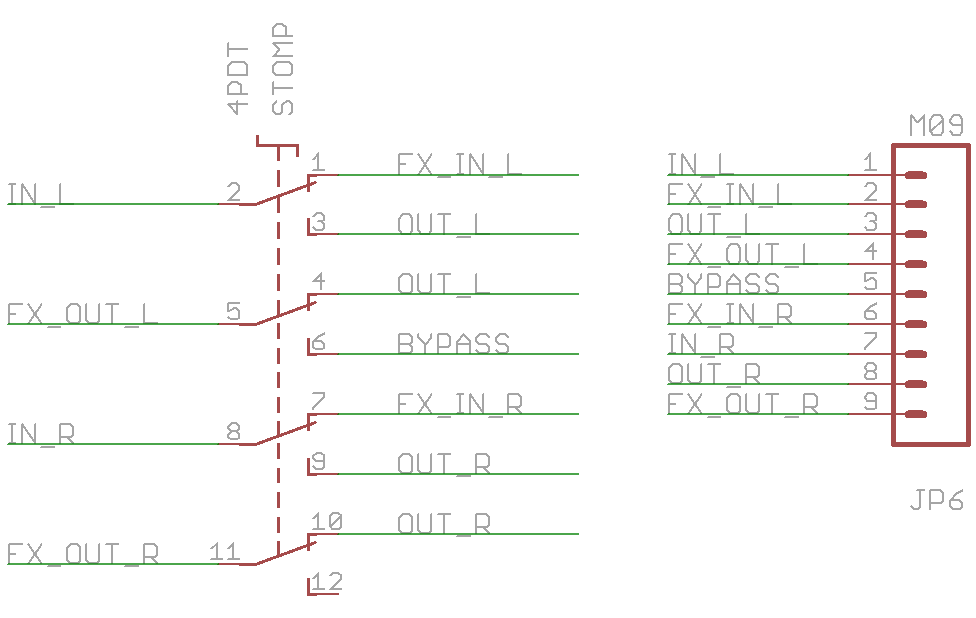 4PDT
STOMP
1 FX_IN_L
IN_L 2
3 OUT_L
4 OUT_L
FX_OUT_L 5
6 BYPASS
7 FX_IN_R
IN_R 8
9 OUT_R
10 OUT_R
FX_OUT_R 11
12
M09
IN_L 1
FX_IN_L 2
OUT_L 3
FX_OUT_L 4
BYPASS 5
FX_IN_R 6
IN_R 7
OUT_R 8
FX_OUT_R 9
JP6